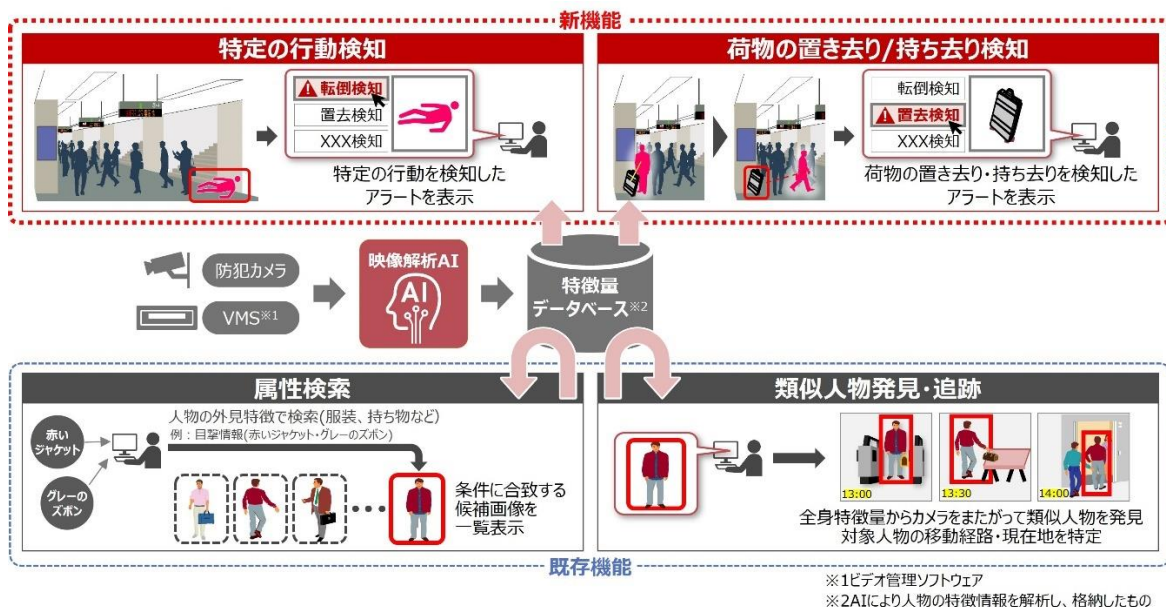 新機能
特定の行動検知
転倒検知
置去検知
XXX検知
特定の行動を検知した
アラートを表示
荷物の置き去り/持ち去り検知
転倒検知
置去検知
XXX検知
荷物の置き去り・持ち去りを検知した
アラートを表示
防犯カメラ
VMS※1
映像解析AI
AI
特徴量
データベース※2
属性検索
人物の外見特徴で検索(服装、持ち物など)
例：目撃情報(赤いジャケット・グレーのズボン)
赤い
ジャケット
グレーの
ズボン
条件に合致する
候補画像を
一覧表示
類似人物発見・追跡
13:00
13:30
14:00
全身特徴量からカメラをまたがって類似人物を発見
対象人物の移動経路・現在地を特定
既存機能
※1ビデオ管理ソフトウェア
※2AIにより人物の特徴情報を解析し、格納したもの